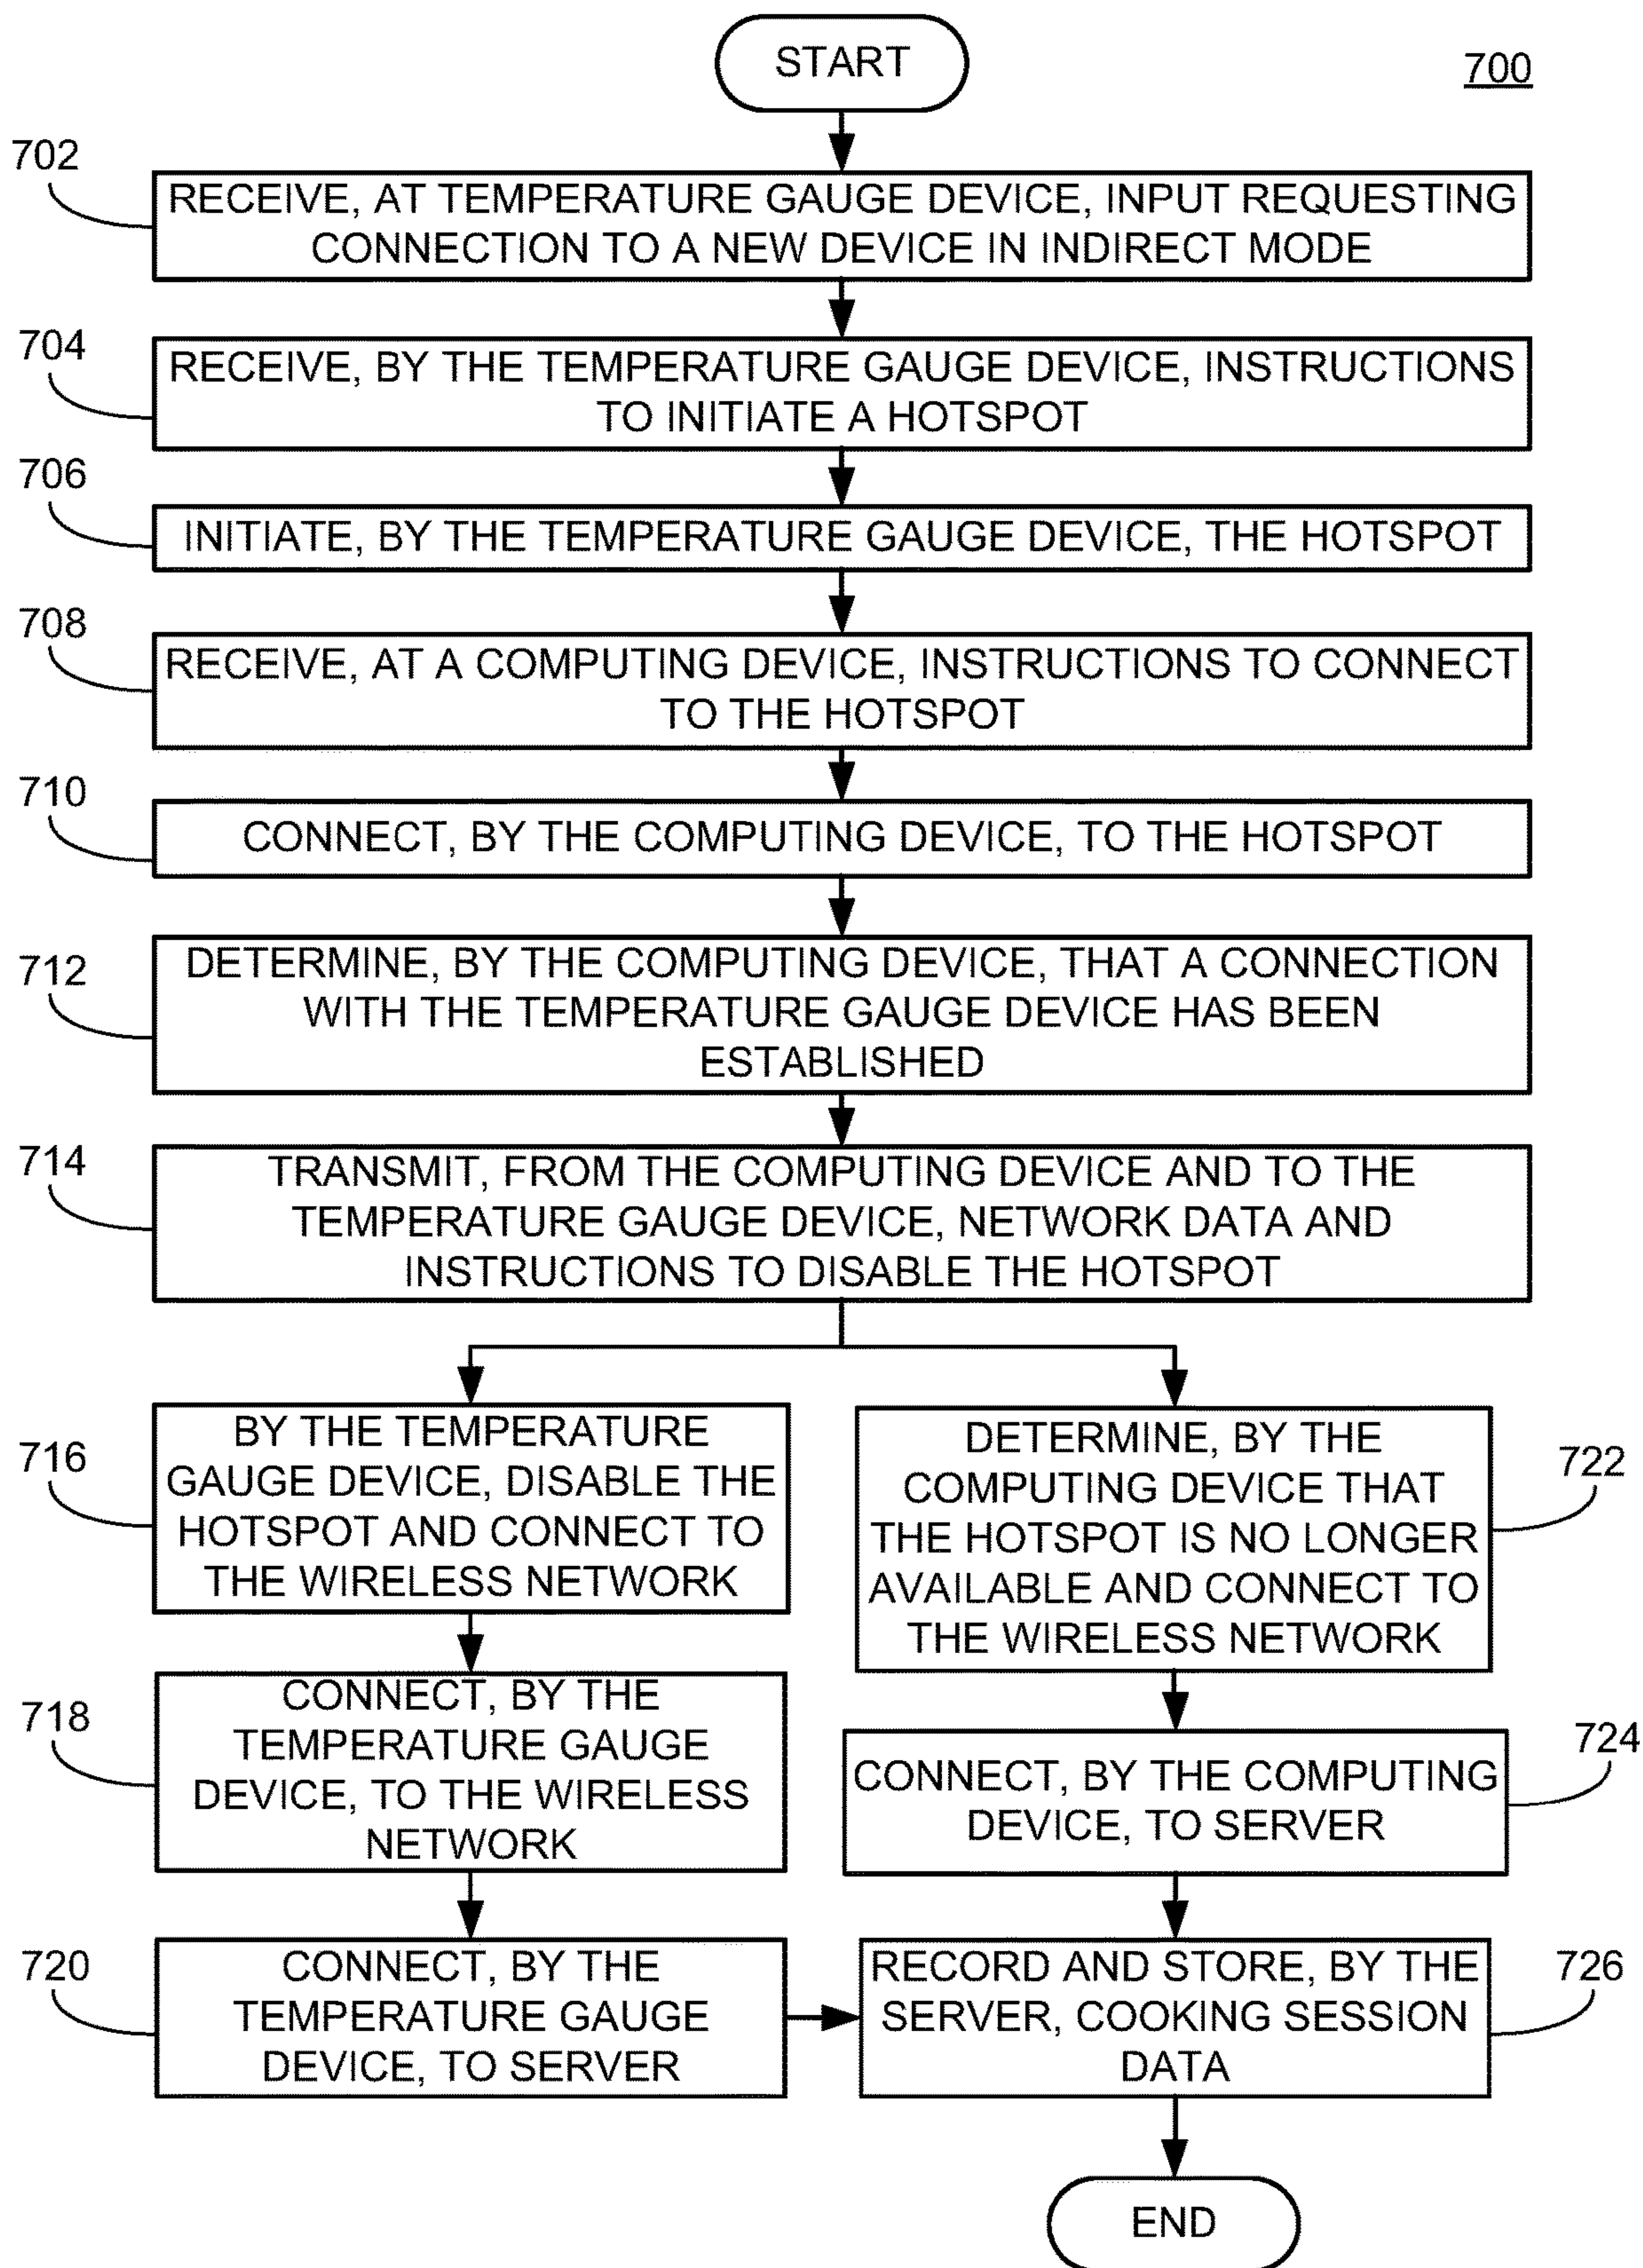 START
700
702
RECEIVE, AT TEMPERATURE GAUGE DEVICE, INPUT REQUESTING
CONNECTION TO A NEW DEVICE IN INDIRECT MODE
704
RECEIVE, BY THE TEMPERATURE GAUGE DEVICE, INSTRUCTIONS
TO INITIATE A HOTSPOT
706
INITIATE, BY THE TEMPERATURE GAUGE DEVICE, THE HOTSPOT
708
RECEIVE, AT A COMPUTING DEVICE, INSTRUCTIONS TO CONNECT
TO THE HOTSPOT
710
CONNECT, BY THE COMPUTING DEVICE, TO THE HOTSPOT
712
DETERMINE, BY THE COMPUTING DEVICE, THAT A CONNECTION
WITH THE TEMPERATURE GAUGE DEVICE HAS BEEN
ESTABLISHED
714
TRANSMIT, FROM THE COMPUTING DEVICE AND TO THE
TEMPERATURE GAUGE DEVICE, NETWORK DATA AND
INSTRUCTIONS TO DISABLE THE HOTSPOT
716
BY THE TEMPERATURE
GAUGE DEVICE, DISABLE THE
HOTSPOT AND CONNECT TO
THE WIRELESS NETWORK
718
CONNECT, BY THE
TEMPERATURE GAUGE
DEVICE, TO THE WIRELESS
NETWORK
720
CONNECT, BY THE
TEMPERATURE GAUGE
DEVICE, TO SERVER
722
DETERMINE, BY THE
COMPUTING DEVICE THAT
THE HOTSPOT IS NO LONGER
AVAILABLE AND CONNECT TO
THE WIRELESS NETWORK
724
CONNECT, BY THE COMPUTING
DEVICE, TO SERVER
726
RECORD AND STORE, BY THE
SERVER, COOKING SESSION
DATA
END